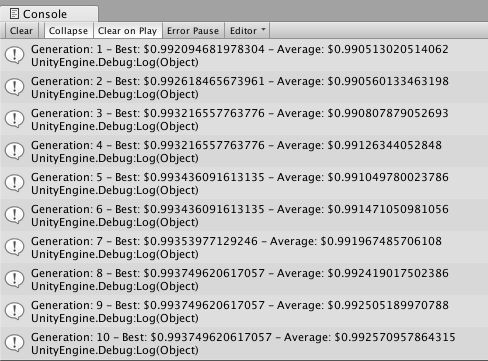 Console
Clear Collapse Clear on Play Error Pause Editor
Generation: 1 - Best: $0.992094681978304 - Average: $0.990513020514062
UnityEngine.Debug:Log(Object)
Generation: 2 - Best: $0.992618465673961 - Average: $0.990560133463198
UnityEngine.Debug:Log(Object)
Generation: 3 - Best: $0.993216557763776 - Average: $0.990807879052693
UnityEngine.Debug:Log(Object)
Generation: 4 - Best: $0.993216557763776 - Average: $0.99126344052848
UnityEngine.Debug:Log(Object)
Generation: 5 - Best: $0.993436091613135 - Average: $0.991049780023786
UnityEngine.Debug:Log(Object)
Generation: 6 - Best: $0.993436091613135 - Average: $0.991471050981056
UnityEngine.Debug:Log(Object)
Generation: 7 - Best: $0.99353977129246 - Average: $0.991967485706108
UnityEngine.Debug:Log(Object)
Generation: 8 - Best: $0.993749620617057 - Average: $0.992419017502386
UnityEngine.Debug:Log(Object)
Generation: 9 - Best: $0.993749620617057 - Average: $0.992505189970788
UnityEngine.Debug:Log(Object)
Generation: 10 - Best: $0.993749620617057 - Average: $0.992570957864315
UnityEngine.Debug:Log(Object)